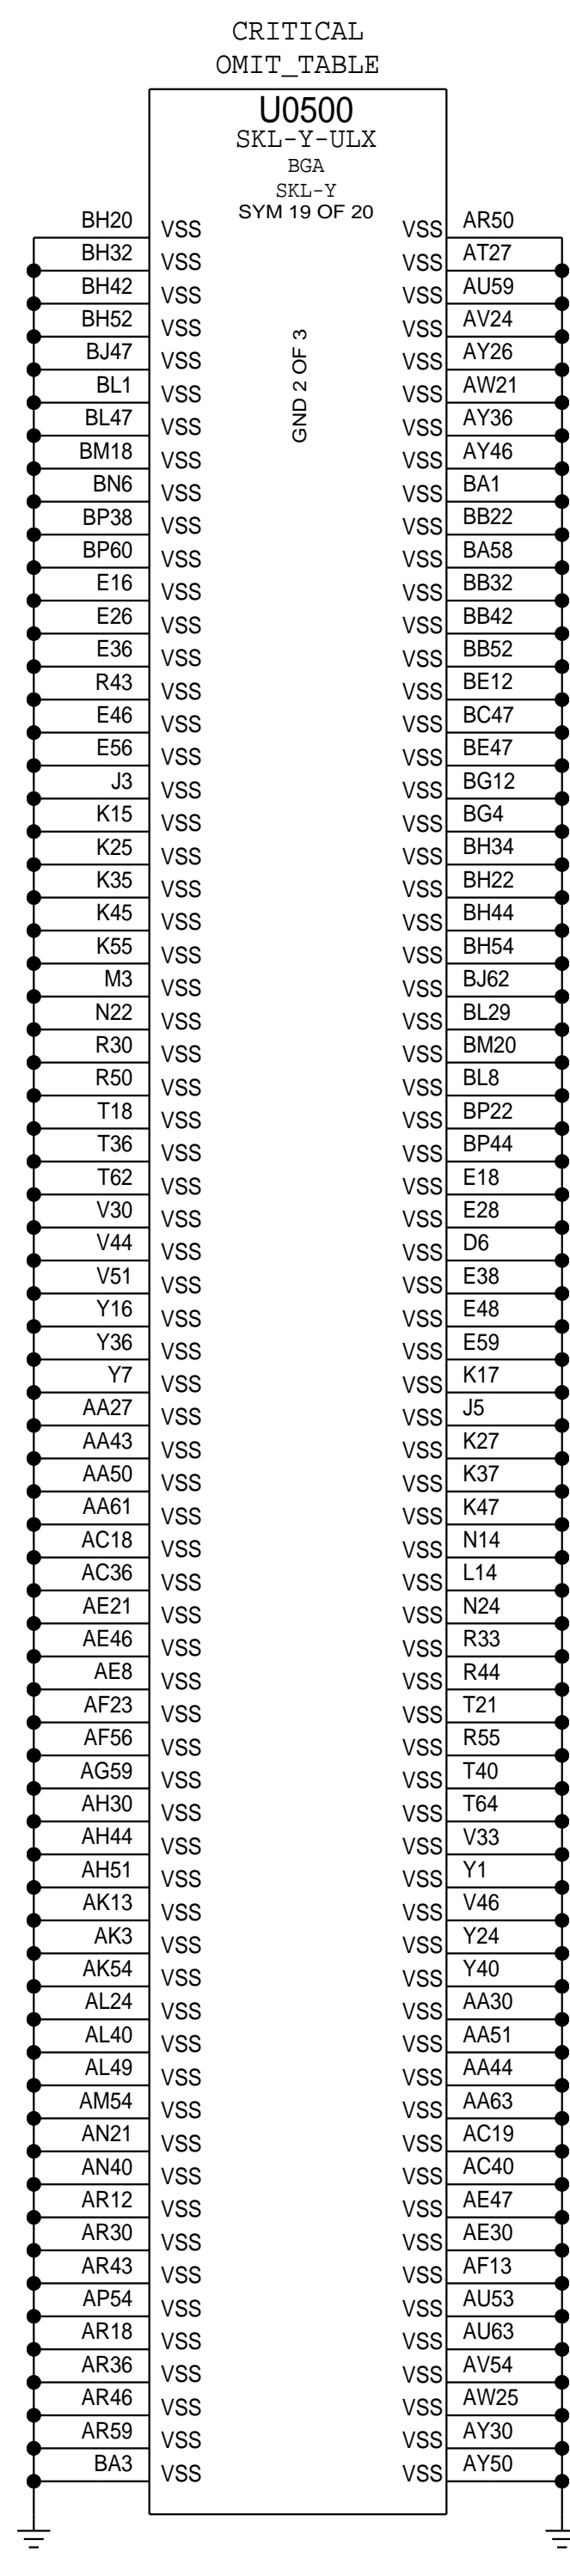 CRITICAL
OMIT_TABLE
U0500
SKL-Y-ULX
BGA
SKL-Y
SYM 19 OF 20
GND 2 OF 3
BH20 VSS VSS AR50
BH32 VSS VSS AT27
BH42 VSS VSS AU59
BH52 VSS VSS AV24
BJ47 VSS VSS AY26
BL1 VSS VSS AW21
BL47 VSS VSS AY36
BM18 VSS VSS AY46
BN6 VSS VSS BA1
BP38 VSS VSS BB22
BP60 VSS VSS BA58
E16 VSS VSS BB32
E26 VSS VSS BB42
E36 VSS VSS BB52
R43 VSS VSS BE12
E46 VSS VSS BC47
E56 VSS VSS BE47
J3 VSS VSS BG12
K15 VSS VSS BG4
K25 VSS VSS BH34
K35 VSS VSS BH22
K45 VSS VSS BH44
K55 VSS VSS BH54
M3 VSS VSS BJ62
N22 VSS VSS BL29
R30 VSS VSS BM20
R50 VSS VSS BL8
T18 VSS VSS BP22
T36 VSS VSS BP44
T62 VSS VSS E18
V30 VSS VSS E28
V44 VSS VSS D6
V51 VSS VSS E38
Y16 VSS VSS E48
Y36 VSS VSS E59
Y7 VSS VSS K17
AA27 VSS VSS J5
AA43 VSS VSS K27
AA50 VSS VSS K37
AA61 VSS VSS K47
AC18 VSS VSS N14
AC36 VSS VSS L14
AE21 VSS VSS N24
AE46 VSS VSS R33
AE8 VSS VSS R44
AF23 VSS VSS T21
AF56 VSS VSS R55
AG59 VSS VSS T40
AH30 VSS VSS T64
AH44 VSS VSS V33
AH51 VSS VSS Y1
AK13 VSS VSS V46
AK3 VSS VSS Y24
AK54 VSS VSS Y40
AL24 VSS VSS AA30
AL40 VSS VSS AA51
AL49 VSS VSS AA44
AM54 VSS VSS AA63
AN21 VSS VSS AC19
AN40 VSS VSS AC40
AR12 VSS VSS AE47
AR30 VSS VSS AE30
AR43 VSS VSS AF13
AP54 VSS VSS AU53
AR18 VSS VSS AU63
AR36 VSS VSS AV54
AR46 VSS VSS AW25
AR59 VSS VSS AY30
BA3 VSS VSS AY50